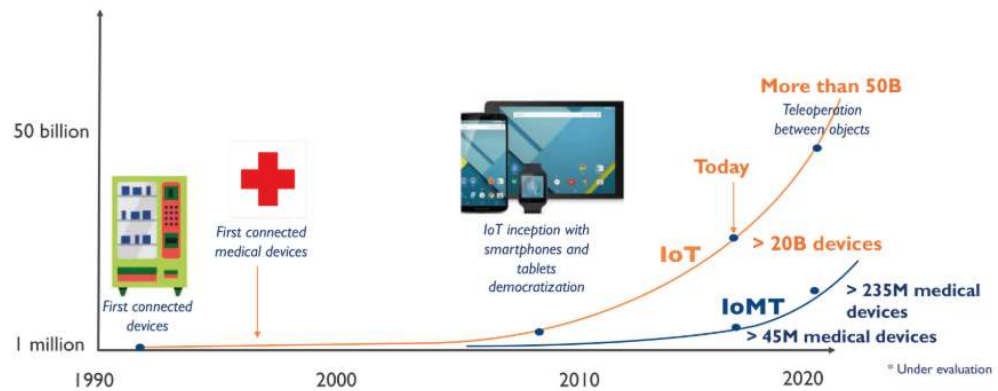 50 billion
1 million
First connected
devices
First connected
medical devices
IoT inception with
smartphones and
tablets
democratization
More than 50B
Teleoperation
between objects
Today
IoT
> 20B devices
IoMT
> 235M medical
devices
> 45M medical devices
* Under evaluation
1990
2000
2010
2020